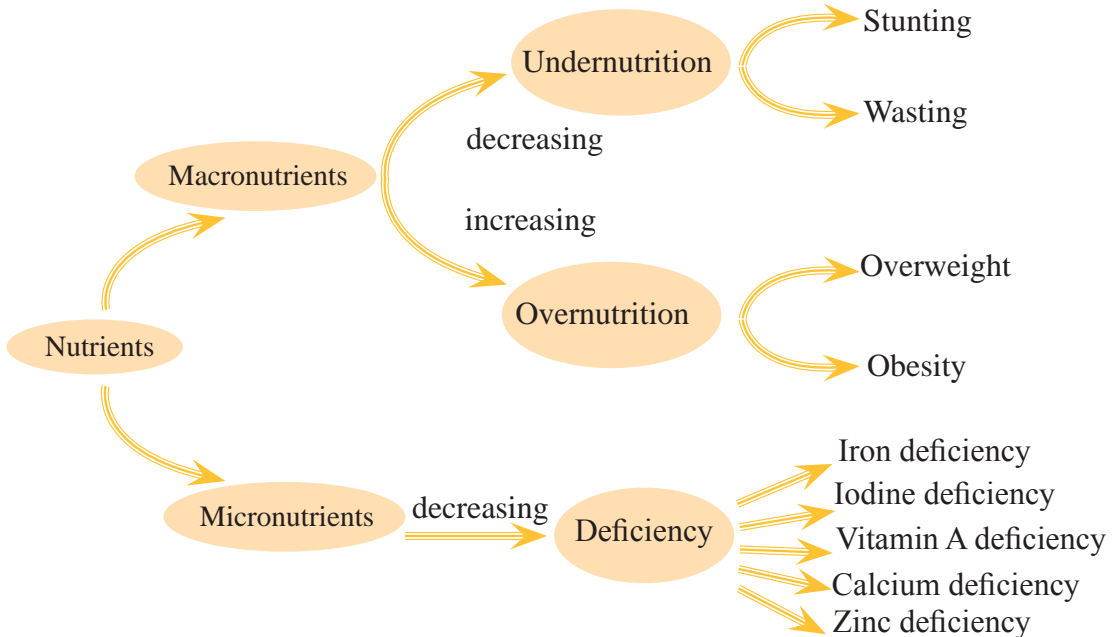 Stunting
Undernutrition
Wasting
decreasing
Macronutrients
increasing
Overweight
Overnutrition
Nutrients
Obesity
Iron deficiency
Iodine deficiency
Micronutrients
decreasing
Deficiency
Vitamin A deficiency
Calcium deficiency
Zinc deficiency